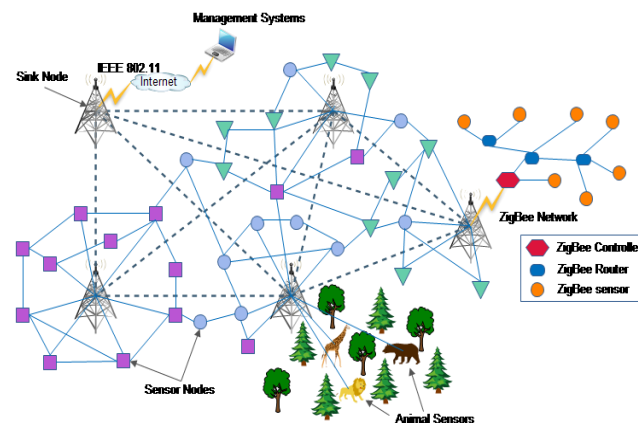 Management Systems
IEEE 802.11
Internet
Sink Node
ZigBee Network
ZigBee Controller
ZigBee Router
ZigBee sensor
Sensor Nodes
Animal Sensors